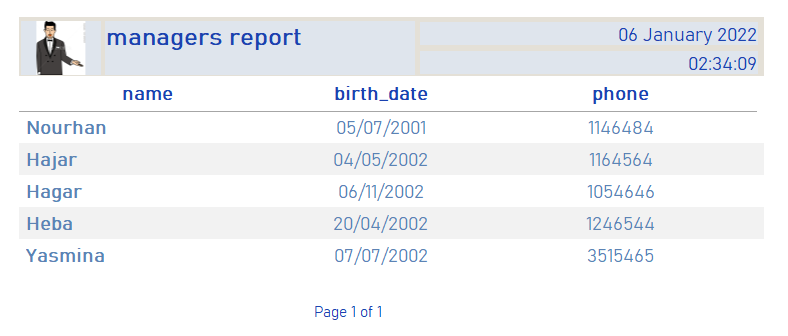 managers report
06 January 2022
02:34:09
name birth_date phone
Nourhan 05/07/2001 1146484
Hajar 04/05/2002 1164564
Hagar 06/11/2002 1054646
Heba 20/04/2002 1246544
Yasmina 07/07/2002 3515465
Page 1 of 1